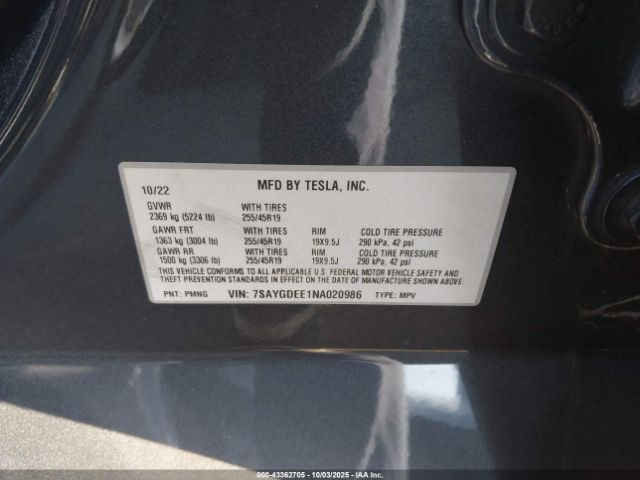 10/22 MFD BY TESLA, INC.
GVWR WITH TIRES
2369 kg (5224 lb) 255/45R19
GAWR FRT WITH TIRES RIM COLD TIRE PRESSURE
1363 kg (3004 lb) 255/45R19 19X9.5J 290 kPa, 42 psi
GAWR RR WITH TIRES RIM COLD TIRE PRESSURE
1500 kg (3306 lb) 255/45R19 19X9.5J 290 kPa, 42 psi
THIS VEHICLE CONFORMS TO ALL APPLICABLE U.S. FEDERAL MOTOR VEHICLE SAFETY AND
THEFT PREVENTION STANDARDS IN EFFECT ON THE DATE OF MANUFACTURE SHOWN ABOVE.
PNT: PMNG VIN: 7SAYGDEE1NA020986 TYPE: MPV
000-43362705 - 10/03/2025 - IAA Inc.